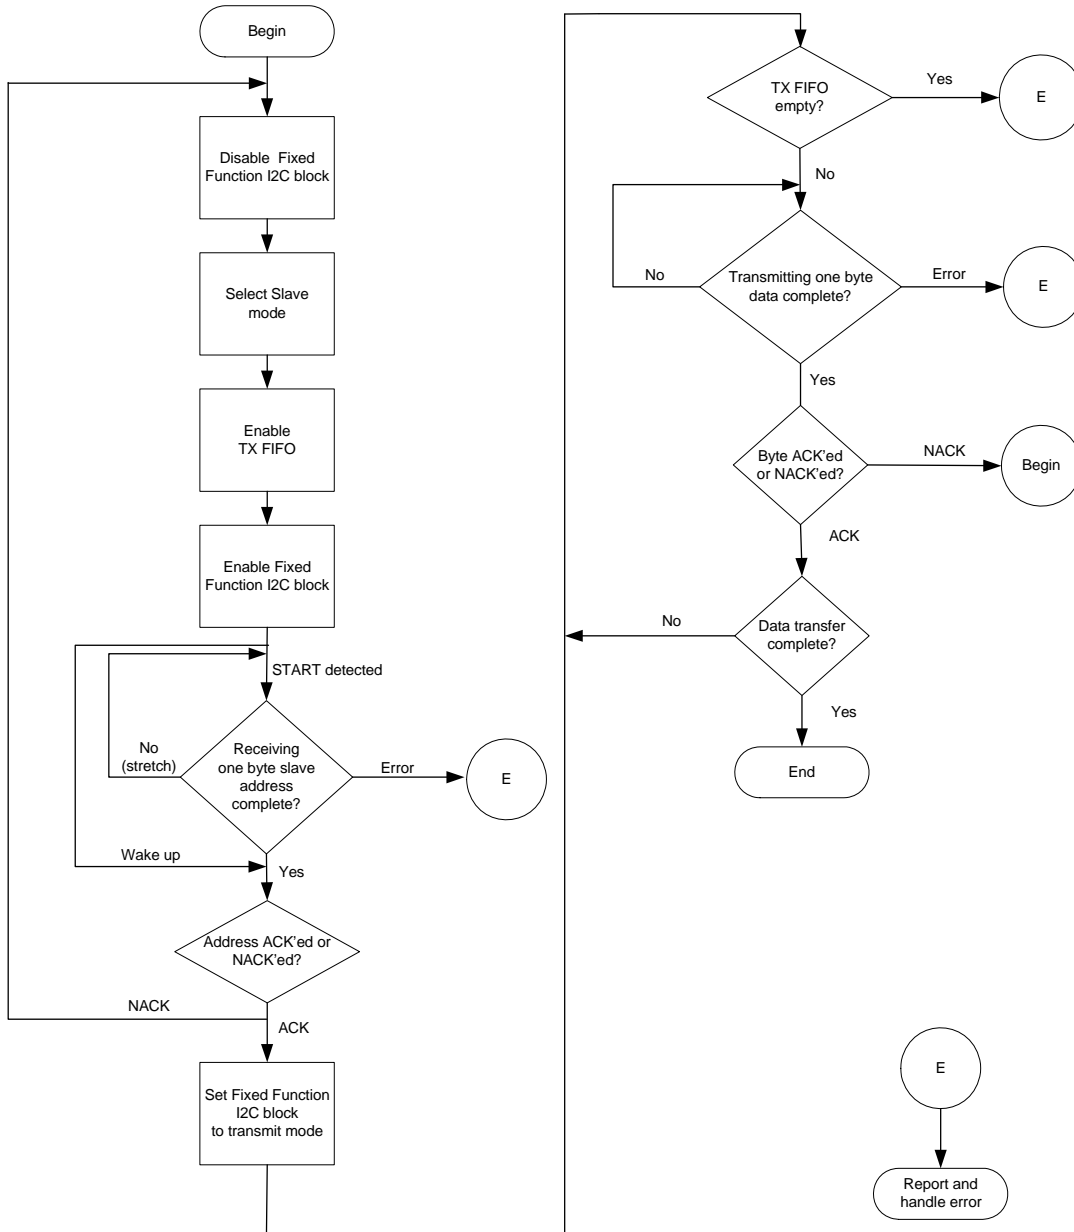 Begin
Disable Fixed
Function I2C block
Select Slave
mode
Enable
TX FIFO
Enable Fixed
Function I2C block
START detected
No
(stretch)
Receiving
one byte slave
address
complete?
Error
E
Wake up
Yes
Address ACK'ed or
NACK'ed?
NACK
ACK
Set Fixed Function
I2C block
to transmit mode
TX FIFO
empty?
Yes
E
No
No
Transmitting one byte
data complete?
Error
E
Yes
Byte ACK'ed
or NACK'ed?
NACK
Begin
ACK
No
Data transfer
complete?
Yes
End
E
Report and
handle error